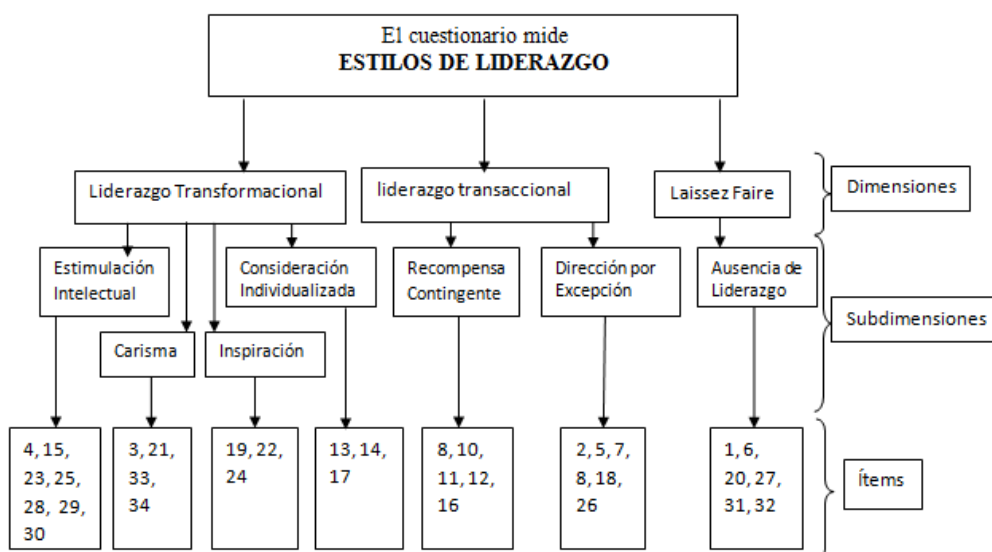 El cuestionario mide
ESTILOS DE LIDERAZGO
Liderazgo Transformacional
liderazgo transaccional
Laissez Faire
Dimensiones
Estimulación
Intelectual
Consideración
Individualizada
Recompensa
Contingente
Dirección por
Excepción
Ausencia de
Liderazgo
Subdimensiones
Carisma
Inspiración
4, 15,
23, 25,
28, 29,
30
3, 21,
33,
34
19, 22,
24
13, 14,
17
8, 10,
11, 12,
16
2, 5, 7,
8, 18,
26
1, 6,
20, 27,
31, 32
Ítems